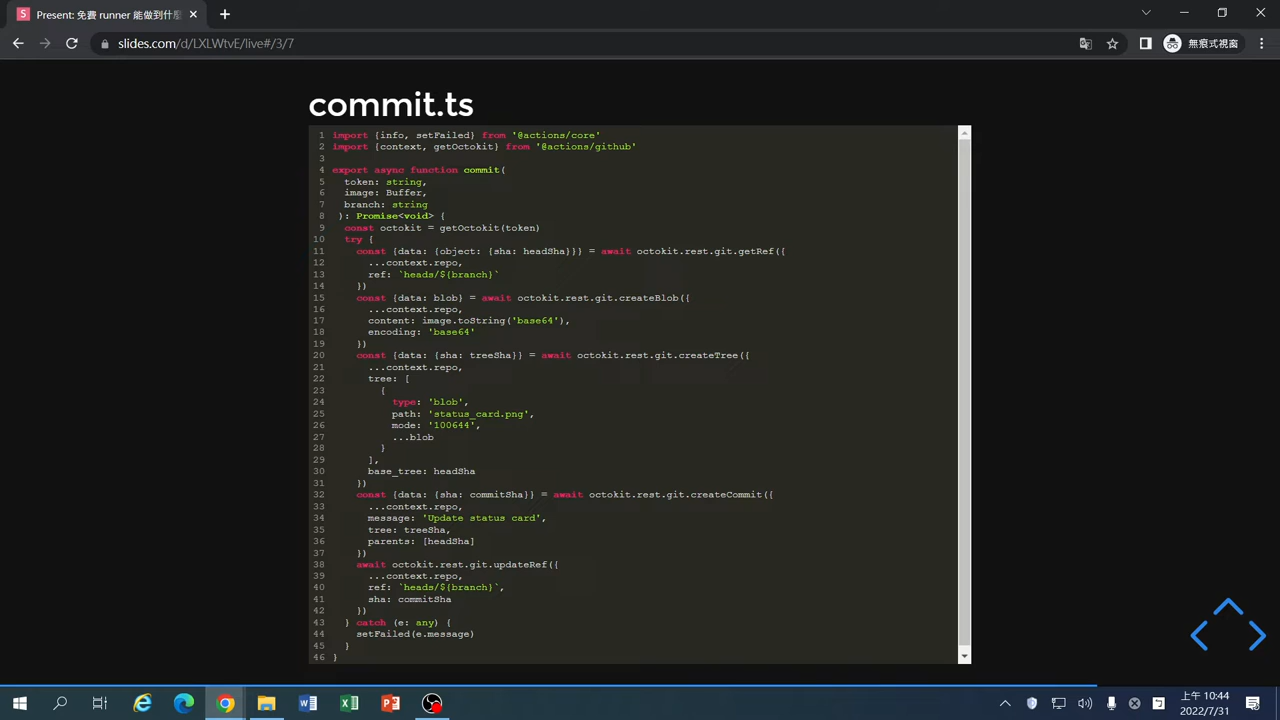 Present: 免費 runner 能做到什
slides.com/d/LXLWtvE/live#/3/7
無痕式視窗
commit.ts
1 import {info, setFailed} from '@actions/core'
2 import {context, getOctokit} from '@actions/github'
3
4 export async function commit(
5 token: string,
6 image: Buffer,
7 branch: string
8 ): Promise<void> {
9 const octokit = getOctokit(token)
10 try {
11 const {data: {object: {sha: headSha}}} = await octokit.rest.git.getRef({
12 ...context.repo,
13 ref: `heads/${branch}`
14 })
15 const {data: blob} = await octokit.rest.git.createBlob({
16 ...context.repo,
17 content: image.toString('base64'),
18 encoding: 'base64'
19 })
20 const {data: {sha: treeSha}} = await octokit.rest.git.createTree({
21 ...context.repo,
22 tree: [
23 {
24 type: 'blob',
25 path: 'status_card.png',
26 mode: '100644',
27 ...blob
28 }
29 ],
30 base_tree: headSha
31 })
32 const {data: {sha: commitSha}} = await octokit.rest.git.createCommit({
33 ...context.repo,
34 message: 'Update status card',
35 tree: treeSha,
36 parents: [headSha]
37 })
38 await octokit.rest.git.updateRef({
39 ...context.repo,
40 ref: `heads/${branch}`,
41 sha: commitSha
42 })
43 } catch (e: any) {
44 setFailed(e.message)
45 }
46 }
上午 10:44
2022/7/31